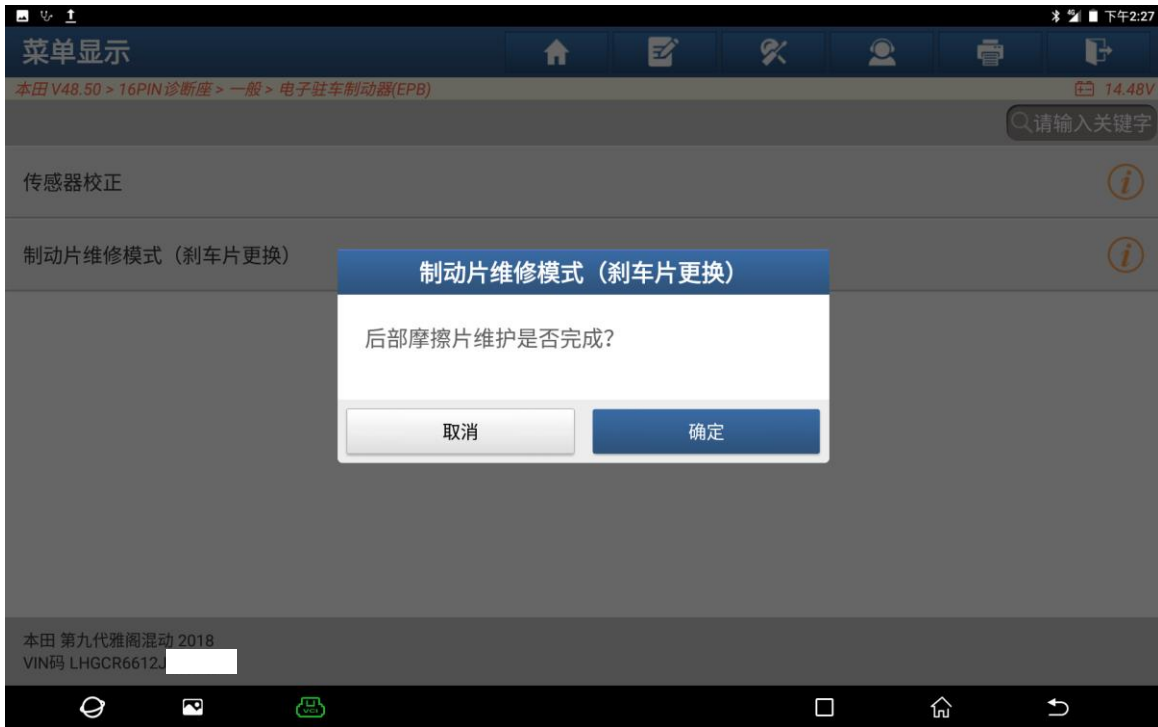 下午2:27
菜单显示
本田 V48.50 > 16PIN诊断座 > 一般 > 电子驻车制动器(EPB)
14.48V
请输入关键字
传感器校正
制动片维修模式（刹车片更换）
制动片维修模式（刹车片更换）
后部摩擦片维护是否完成?
取消
确定
本田 第九代雅阁混动 2018
VIN码 LHGCR6612J
VCI